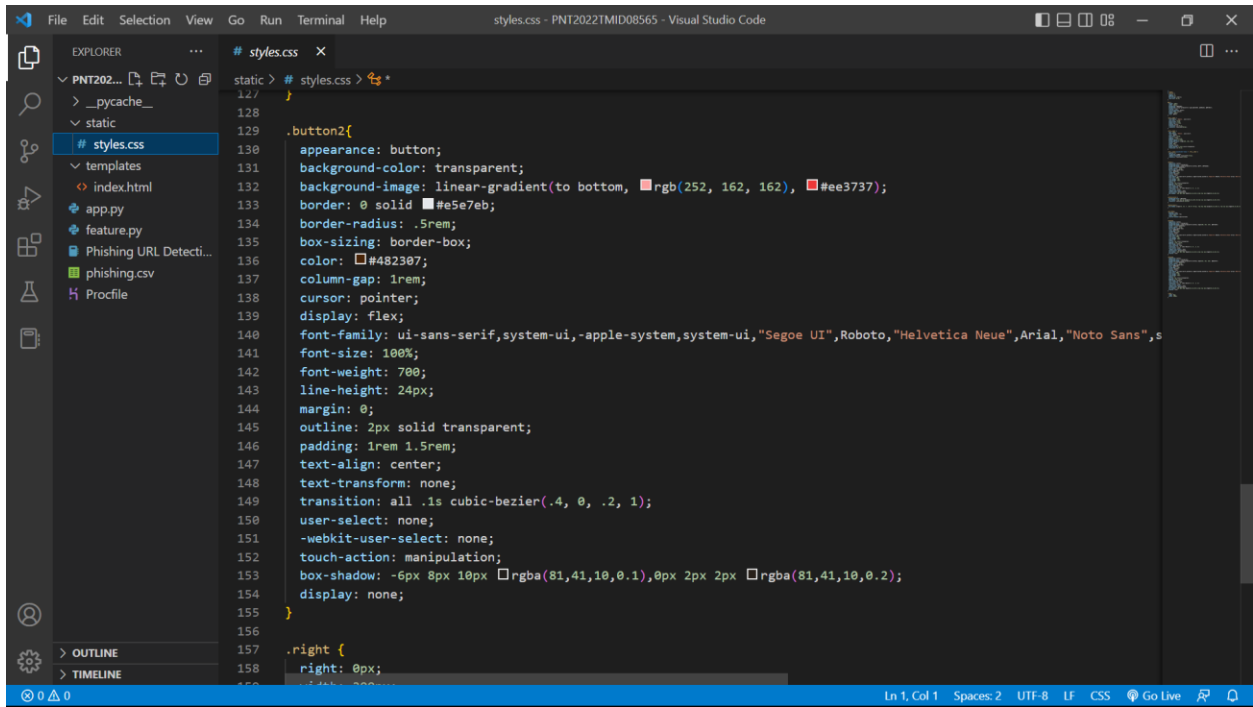 File Edit Selection View Go Run Terminal Help styles.css - PNT2022TMID08565 - Visual Studio Code
EXPLORER
PNT202...
> __pycache__
static
# styles.css
templates
<> index.html
app.py
feature.py
Phishing URL Detecti...
phishing.csv
Procfile
> OUTLINE
> TIMELINE
# styles.css
static > # styles.css > *
127 }
128
129 .button2{
130 appearance: button;
131 background-color: transparent;
132 background-image: linear-gradient(to bottom, rgb(252, 162, 162), #ee3737);
133 border: 0 solid #e5e7eb;
134 border-radius: .5rem;
135 box-sizing: border-box;
136 color: #482307;
137 column-gap: 1rem;
138 cursor: pointer;
139 display: flex;
140 font-family: ui-sans-serif,system-ui,-apple-system,system-ui,"Segoe UI",Roboto,"Helvetica Neue",Arial,"Noto Sans",s
141 font-size: 100%;
142 font-weight: 700;
143 line-height: 24px;
144 margin: 0;
145 outline: 2px solid transparent;
146 padding: 1rem 1.5rem;
147 text-align: center;
148 text-transform: none;
149 transition: all .1s cubic-bezier(.4, 0, .2, 1);
150 user-select: none;
151 -webkit-user-select: none;
152 touch-action: manipulation;
153 box-shadow: -6px 8px 10px rgba(81,41,10,0.1),0px 2px 2px rgba(81,41,10,0.2);
154 display: none;
155 }
156
157 .right {
158 right: 0px;
0 0 Ln 1, Col 1 Spaces: 2 UTF-8 LF CSS Go Live